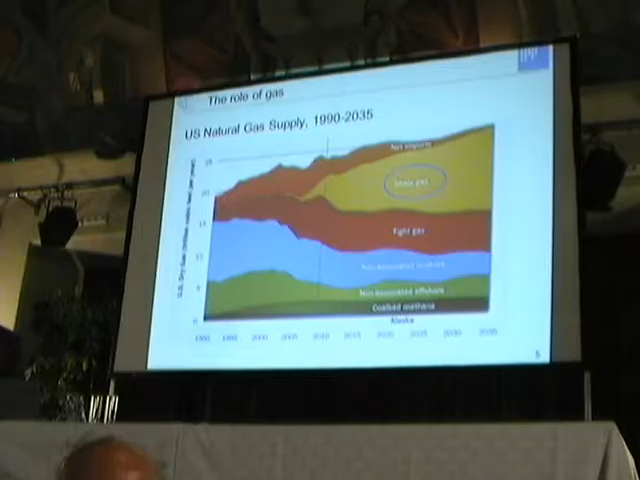 The role of gas
US Natural Gas Supply, 1990-2035
Net imports
Shale gas
Tight gas
Non-associated onshore
Non-associated offshore
Coalbed methane
Alaska
1990 1995 2000 2005 2010 2015 2020 2025 2030 2035
5